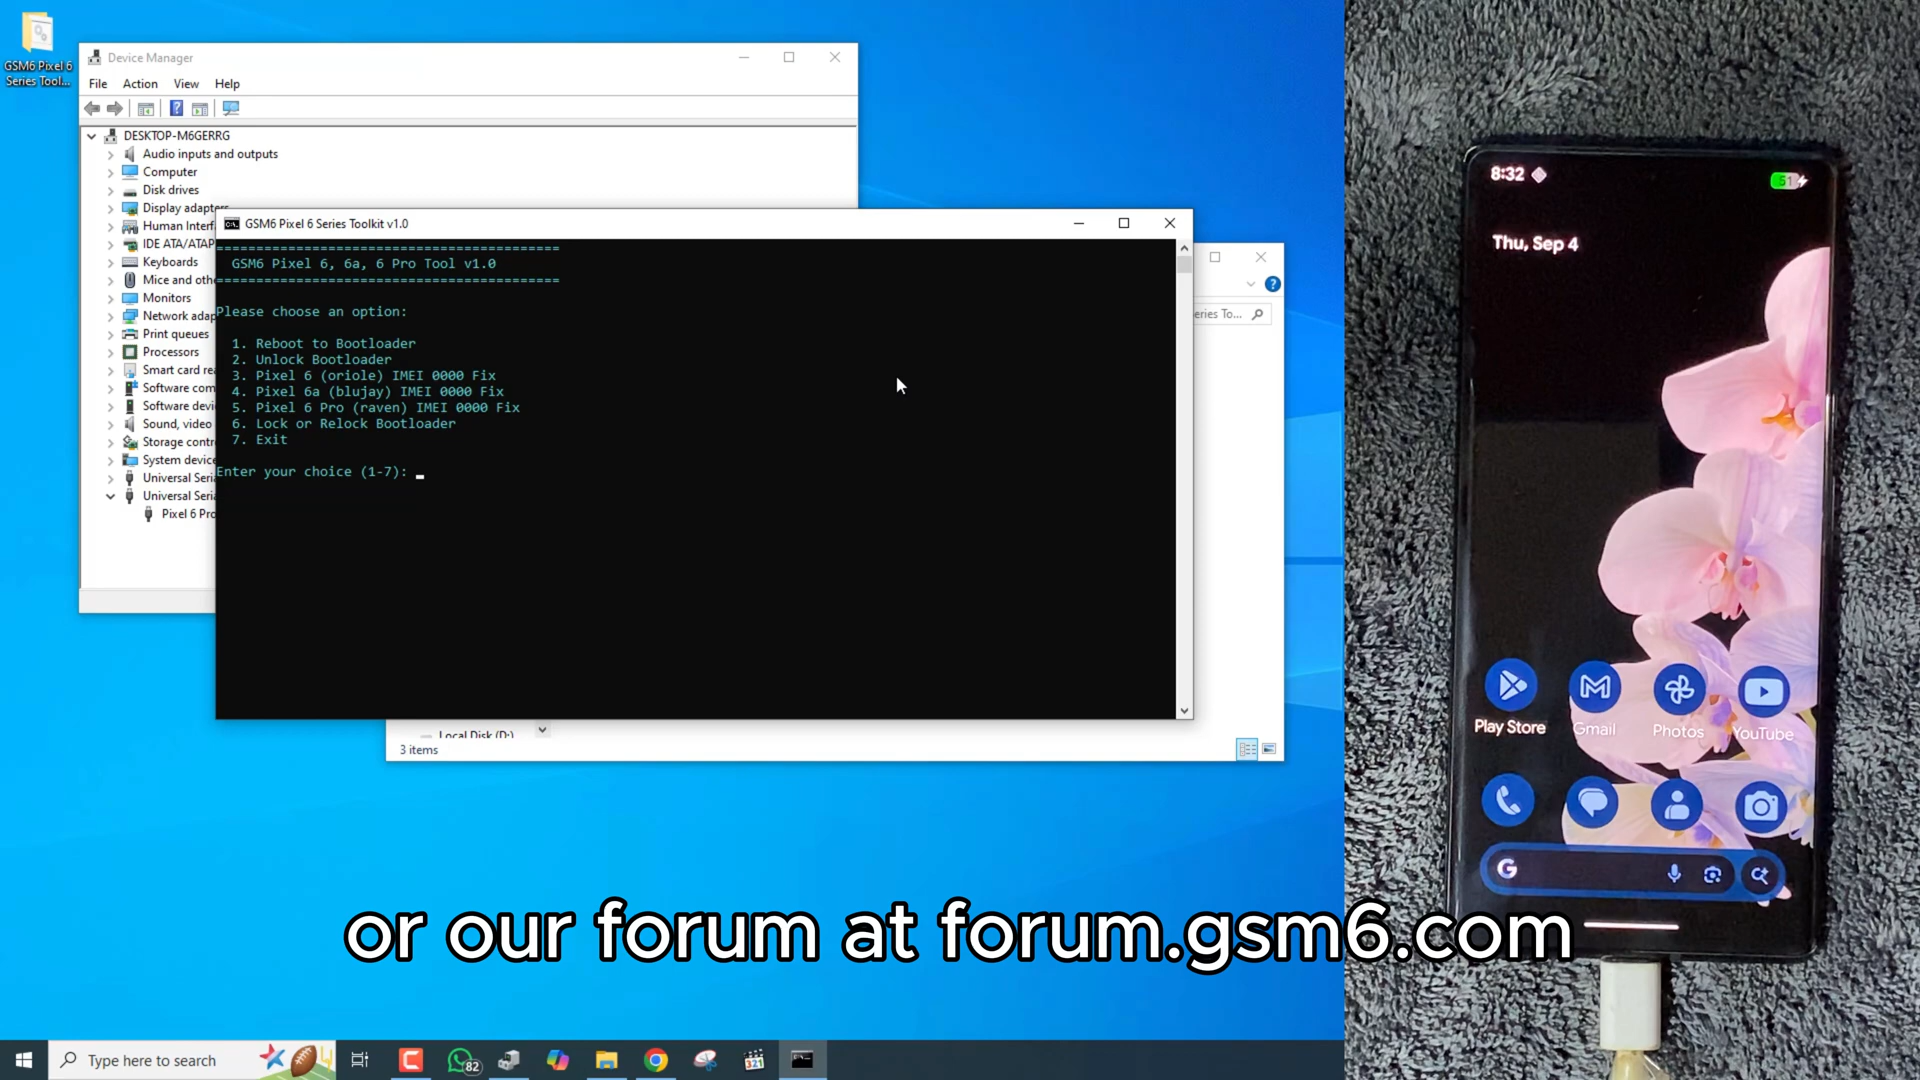 GSM6 Pixel 6
Series Tool...
Device Manager
File Action View Help
DESKTOP-M6GERRG
Audio inputs and outputs
Computer
Disk drives
Display adapters
Human Interf
IDE ATA/ATAP
Keyboards
Mice and othe
Monitors
Network adap
Print queues
Processors
Smart card rea
Software com
Software devi
Sound, video
Storage contr
System device
Universal Seri
Universal Seria
Pixel 6 Pro
GSM6 Pixel 6 Series Toolkit v1.0
===========================================
GSM6 Pixel 6, 6a, 6 Pro Tool v1.0
===========================================
Please choose an option:
1. Reboot to Bootloader
2. Unlock Bootloader
3. Pixel 6 (oriole) IMEI 0000 Fix
4. Pixel 6a (blujay) IMEI 0000 Fix
5. Pixel 6 Pro (raven) IMEI 0000 Fix
6. Lock or Relock Bootloader
7. Exit
Enter your choice (1-7): _
eries To...
Local Disk (D:)
3 items
8:32
51
Thu, Sep 4
Play Store Gmail Photos YouTube
G
or our forum at forum.gsm6.com
Type here to search
82
321